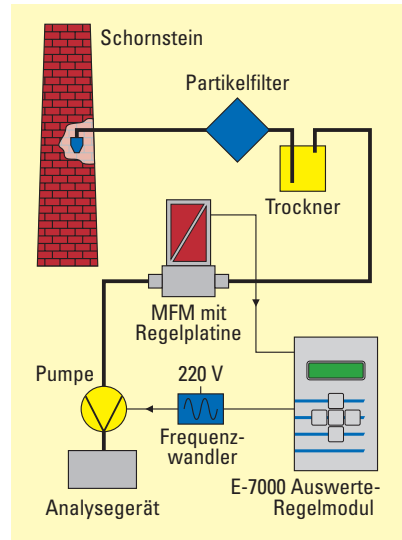 Schornstein
Partikelfilter
Trockner
MFM mit
Regelplatine
Pumpe
220 V
Frequenz-
wandler
Analysegerät
E-7000 Auswerte-
Regelmodul